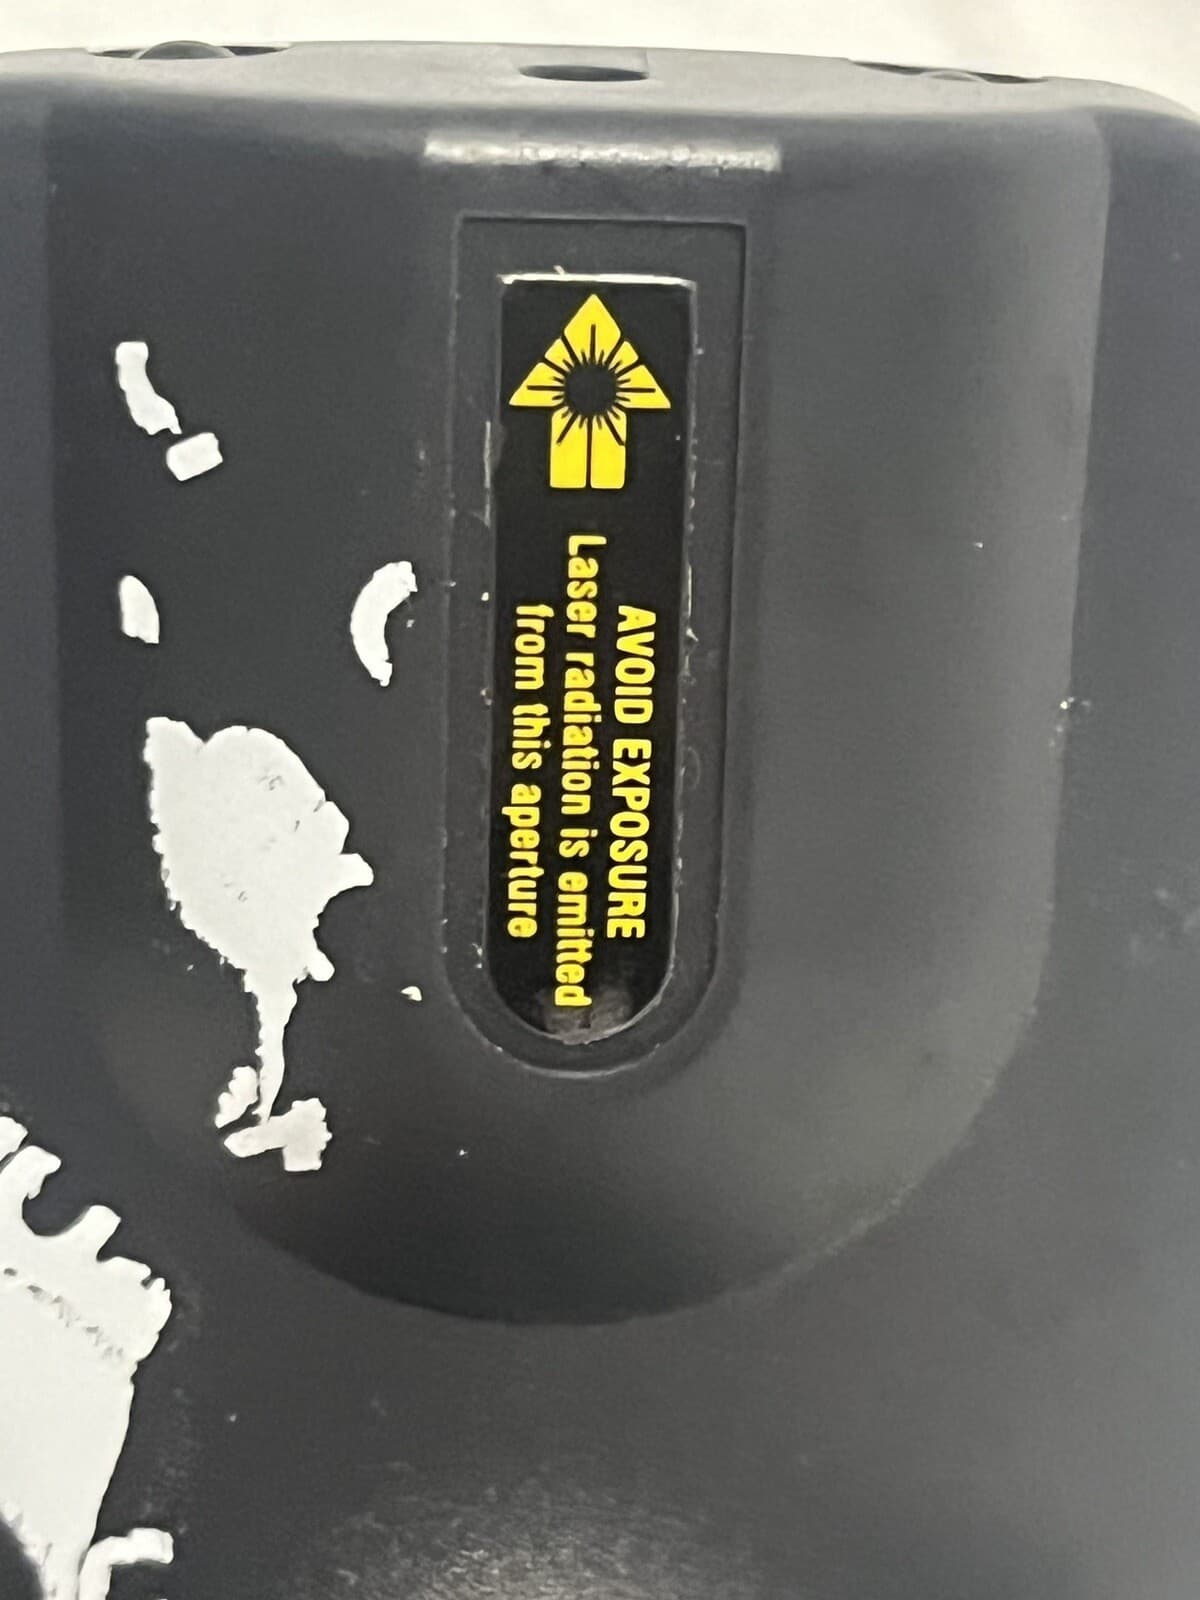 AVOID EXPOSURE
Laser radiation is emitted
from this aperture